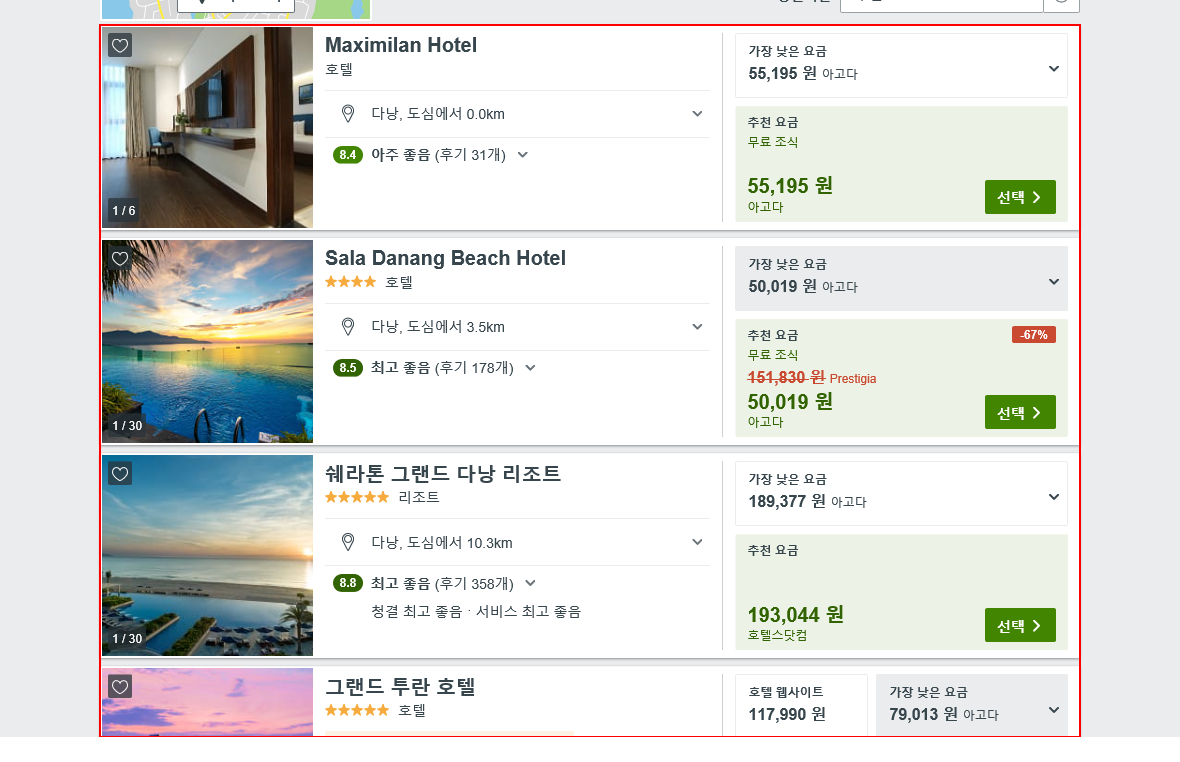 Maximilan Hotel
호텔
다낭, 도심에서 0.0km
8.4 아주 좋음 (후기 31개)
1 / 6
가장 낮은 요금
55,195 원 아고다
추천 요금
무료 조식
55,195 원
아고다
선택
Sala Danang Beach Hotel
호텔
다낭, 도심에서 3.5km
8.5 최고 좋음 (후기 178개)
1 / 30
가장 낮은 요금
50,019 원 아고다
추천 요금
-67%
무료 조식
151,830 원 Prestigia
50,019 원
아고다
선택
쉐라톤 그랜드 다낭 리조트
리조트
다낭, 도심에서 10.3km
8.8 최고 좋음 (후기 358개)
청결 최고 좋음 · 서비스 최고 좋음
1 / 30
가장 낮은 요금
189,377 원 아고다
추천 요금
193,044 원
호텔스닷컴
선택
그랜드 투란 호텔
호텔
호텔 웹사이트
117,990 원
가장 낮은 요금
79,013 원 아고다